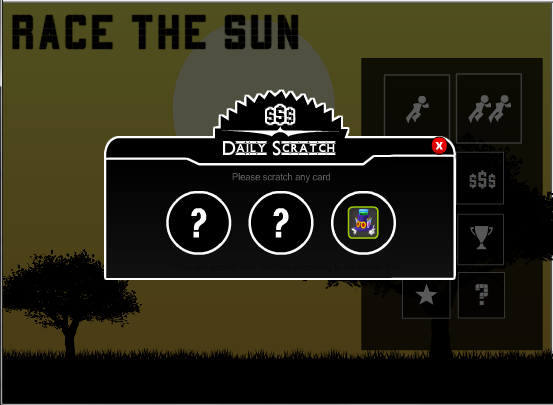 RACE THE SUN
$$$
DAILY SCRATCH
X
Please scratch any card
? ?
$$$
?